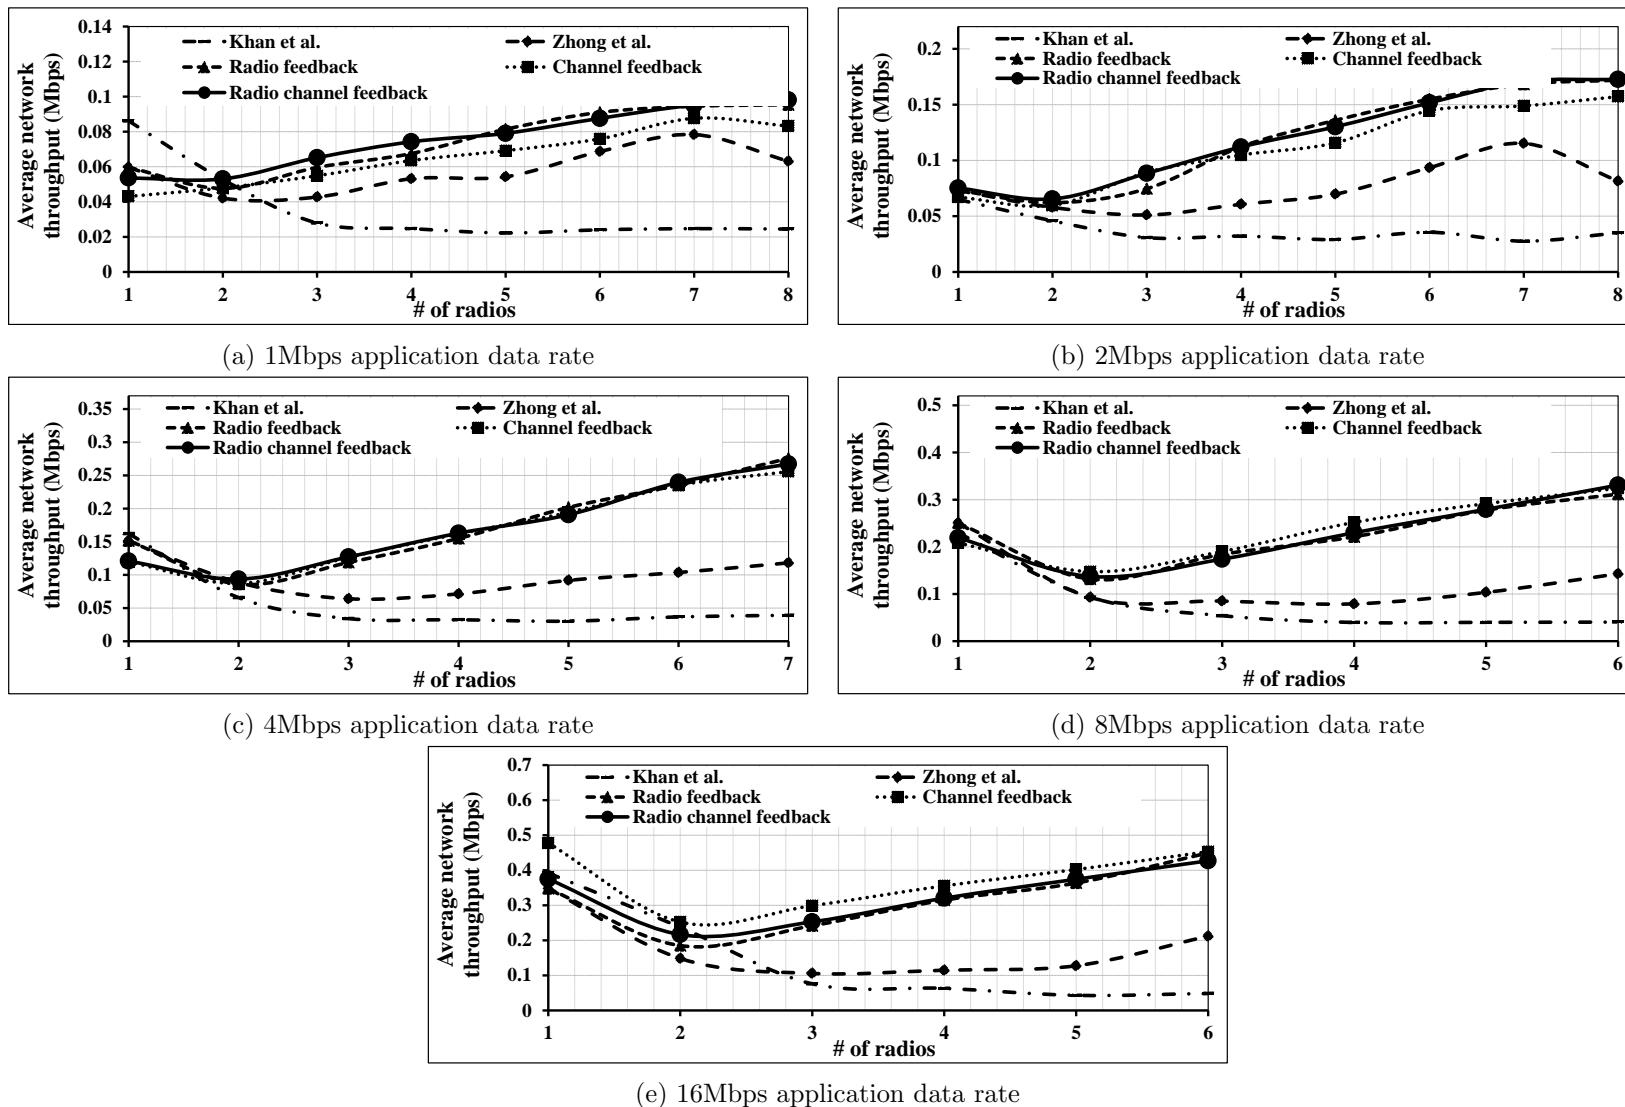 0.14
0.12
0.1
0.08
0.06
0.04
0.02
0
Average network
throughput (Mbps)
Khan et al.
Zhong et al.
Radio feedback
Channel feedback
Radio channel feedback
1 2 3 4 5 6 7 8
# of radios
(a) 1Mbps application data rate
0.2
0.15
0.1
0.05
0
Average network
throughput (Mbps)
Khan et al.
Zhong et al.
Radio feedback
Channel feedback
Radio channel feedback
1 2 3 4 5 6 7 8
# of radios
(b) 2Mbps application data rate
0.35
0.3
0.25
0.2
0.15
0.1
0.05
0
Average network
throughput (Mbps)
Khan et al.
Zhong et al.
Radio feedback
Channel feedback
Radio channel feedback
1 2 3 4 5 6 7
# of radios
(c) 4Mbps application data rate
0.5
0.4
0.3
0.2
0.1
0
Average network
throughput (Mbps)
Khan et al.
Zhong et al.
Radio feedback
Channel feedback
Radio channel feedback
1 2 3 4 5 6
# of radios
(d) 8Mbps application data rate
0.7
0.6
0.5
0.4
0.3
0.2
0.1
0
Average network
throughput (Mbps)
Khan et al.
Zhong et al.
Radio feedback
Channel feedback
Radio channel feedback
1 2 3 4 5 6
# of radios
(e) 16Mbps application data rate